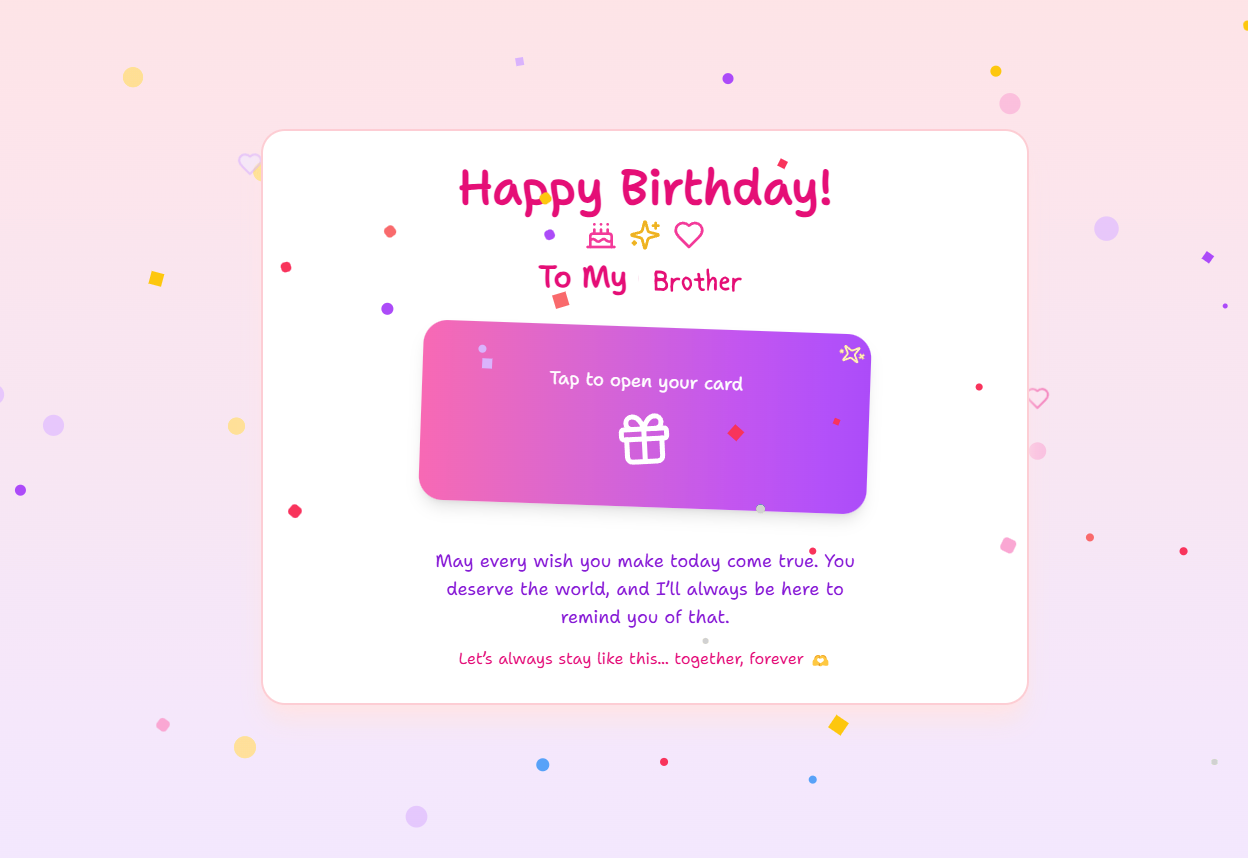 Happy Birthday!
To My Brother
Tap to open your card
May every wish you make today come true. You
deserve the world, and I’ll always be here to
remind you of that.
Let’s always stay like this... together, forever 🫶